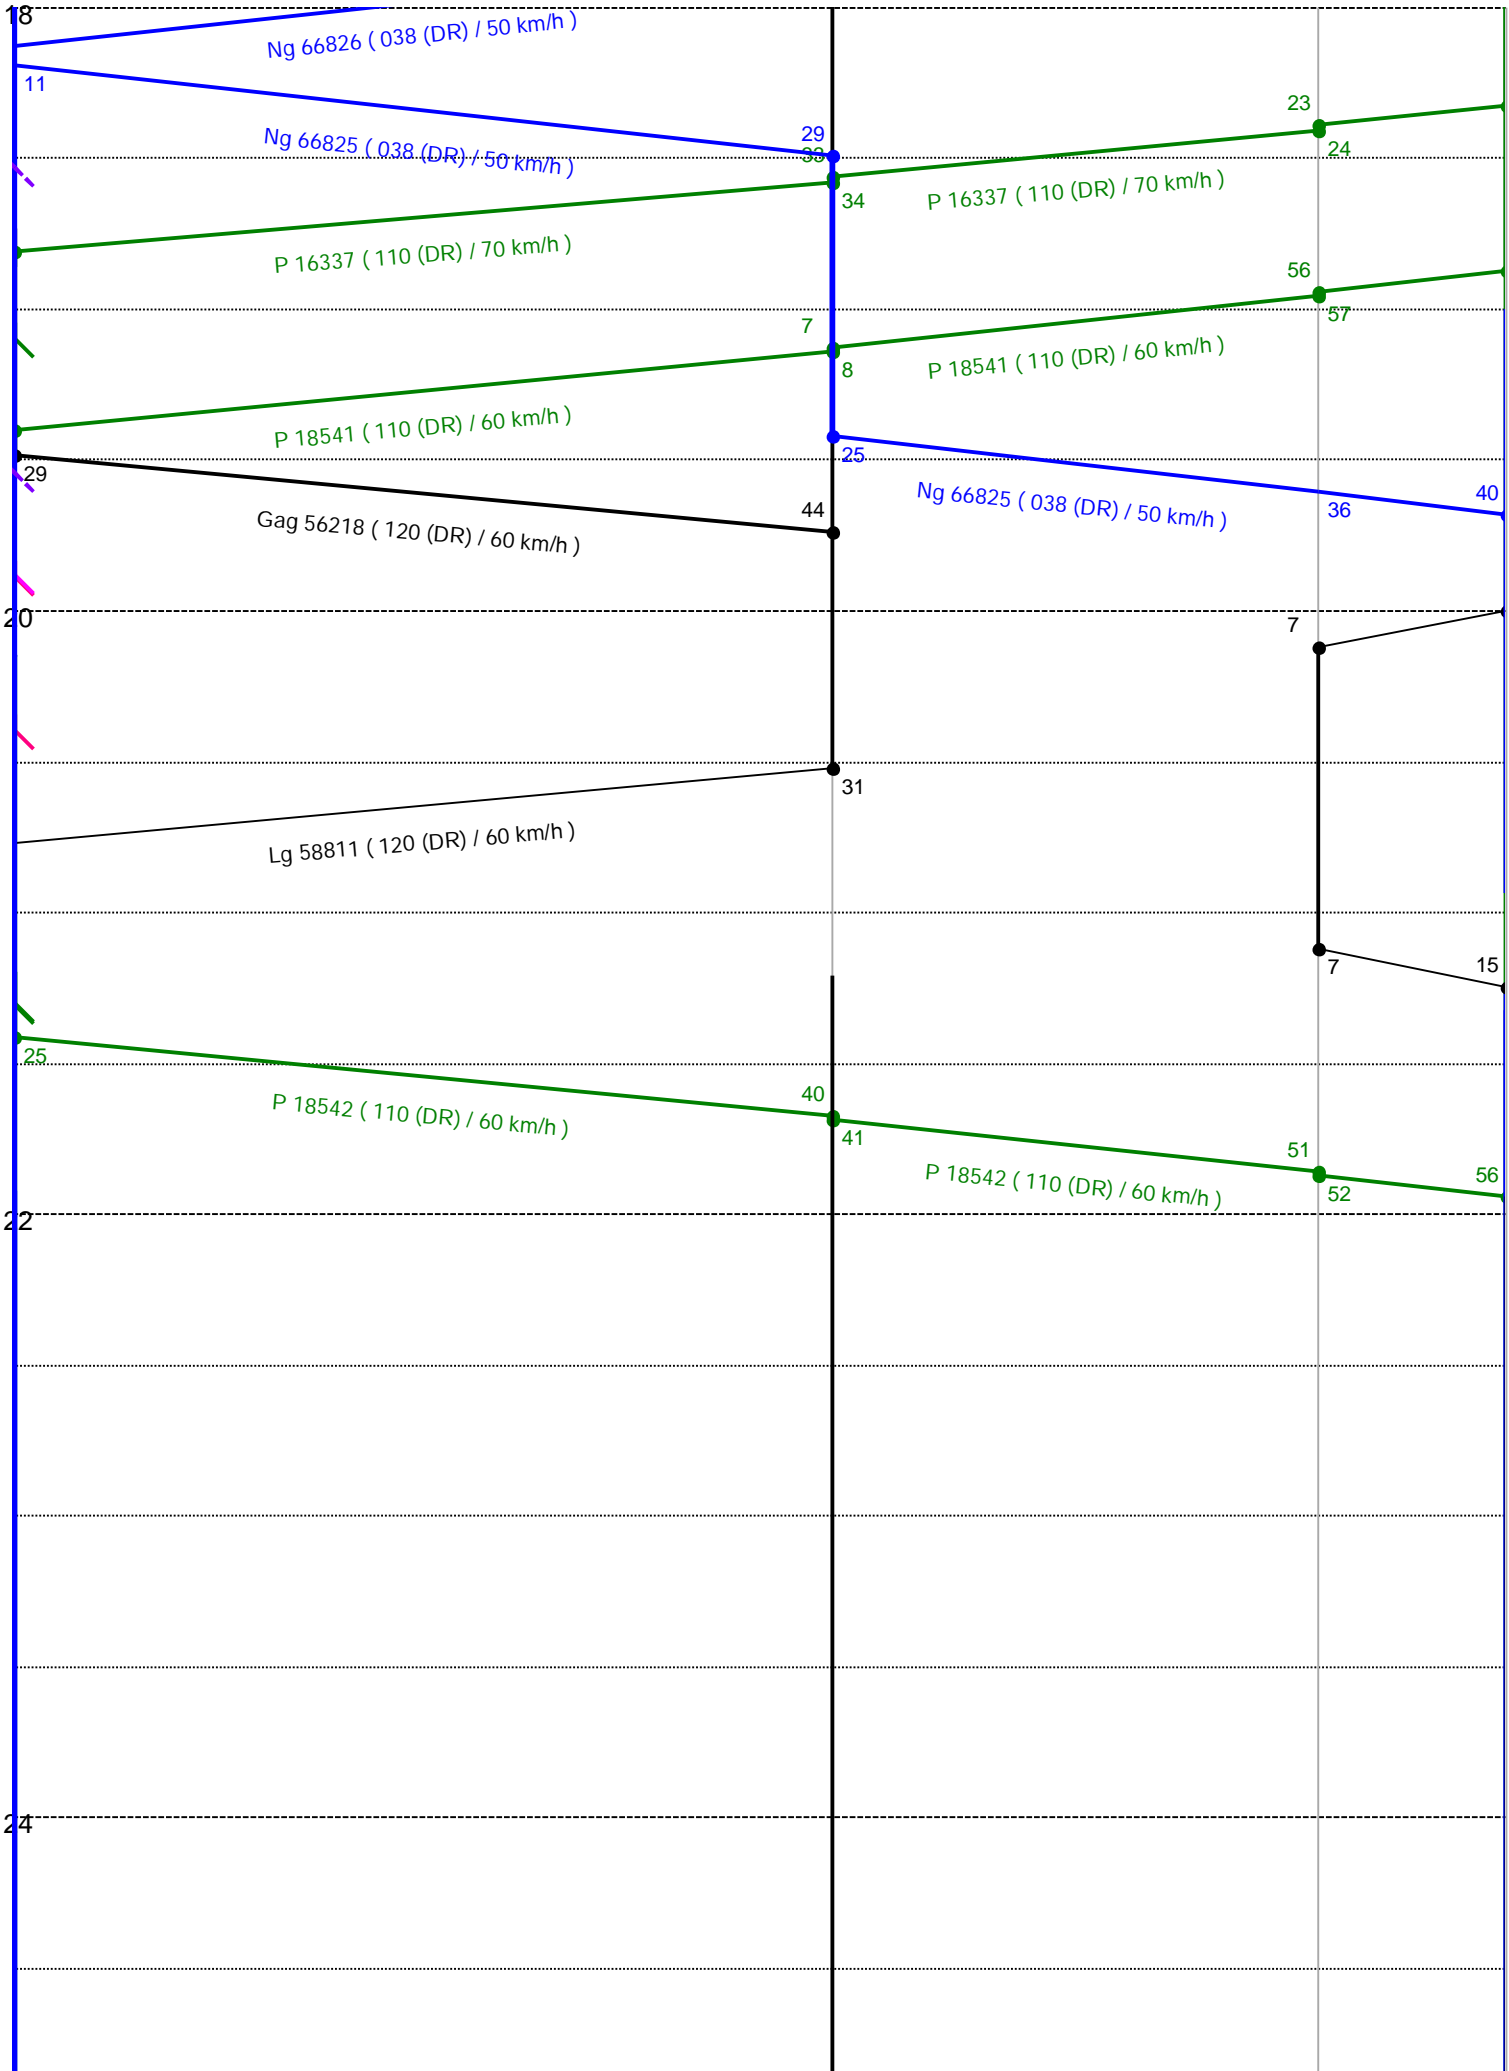 18
Ng 66826 ( 038 (DR) / 50 km/h )
11
23
29
Ng 66825 ( 038 (DR) / 50 km/h )
33
24
34
P 16337 ( 110 (DR) / 70 km/h )
P 16337 ( 110 (DR) / 70 km/h )
56
57
7
P 18541 ( 110 (DR) / 60 km/h )
8
P 18541 ( 110 (DR) / 60 km/h )
25
29
40
Ng 66825 ( 038 (DR) / 50 km/h )
44
36
Gag 56218 ( 120 (DR) / 60 km/h )
20
7
31
Lg 58811 ( 120 (DR) / 60 km/h )
7
15
25
40
P 18542 ( 110 (DR) / 60 km/h )
41
51
56
P 18542 ( 110 (DR) / 60 km/h )
52
22
24